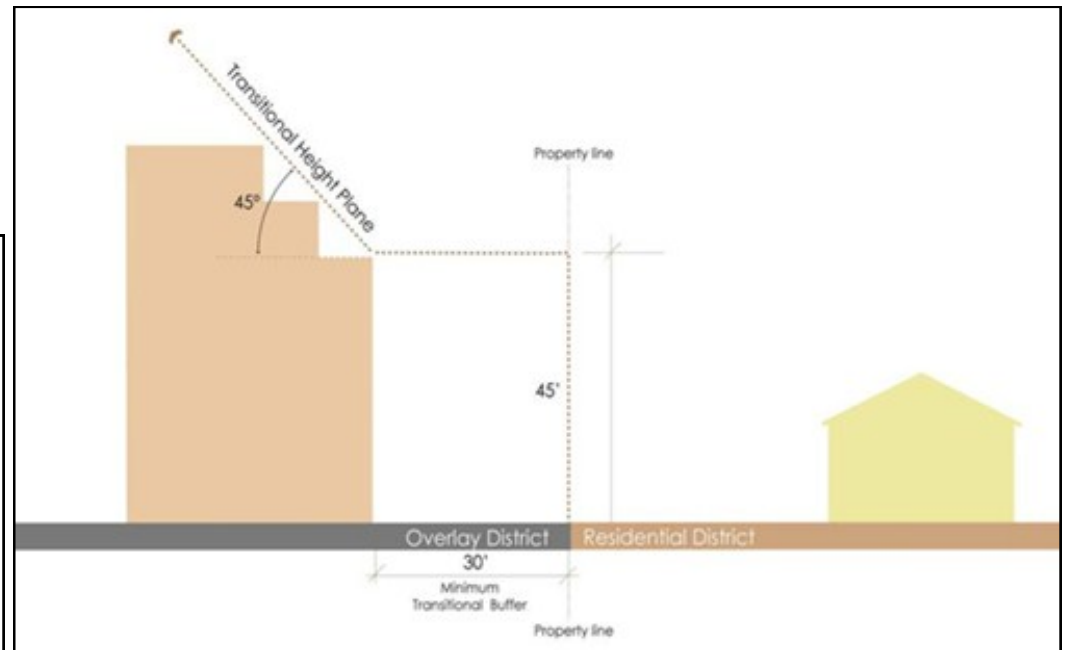 Transitional Height Plane
Property line
45°
45'
Overlay District
Residential District
30'
Minimum
Transitional Buffer
Property line